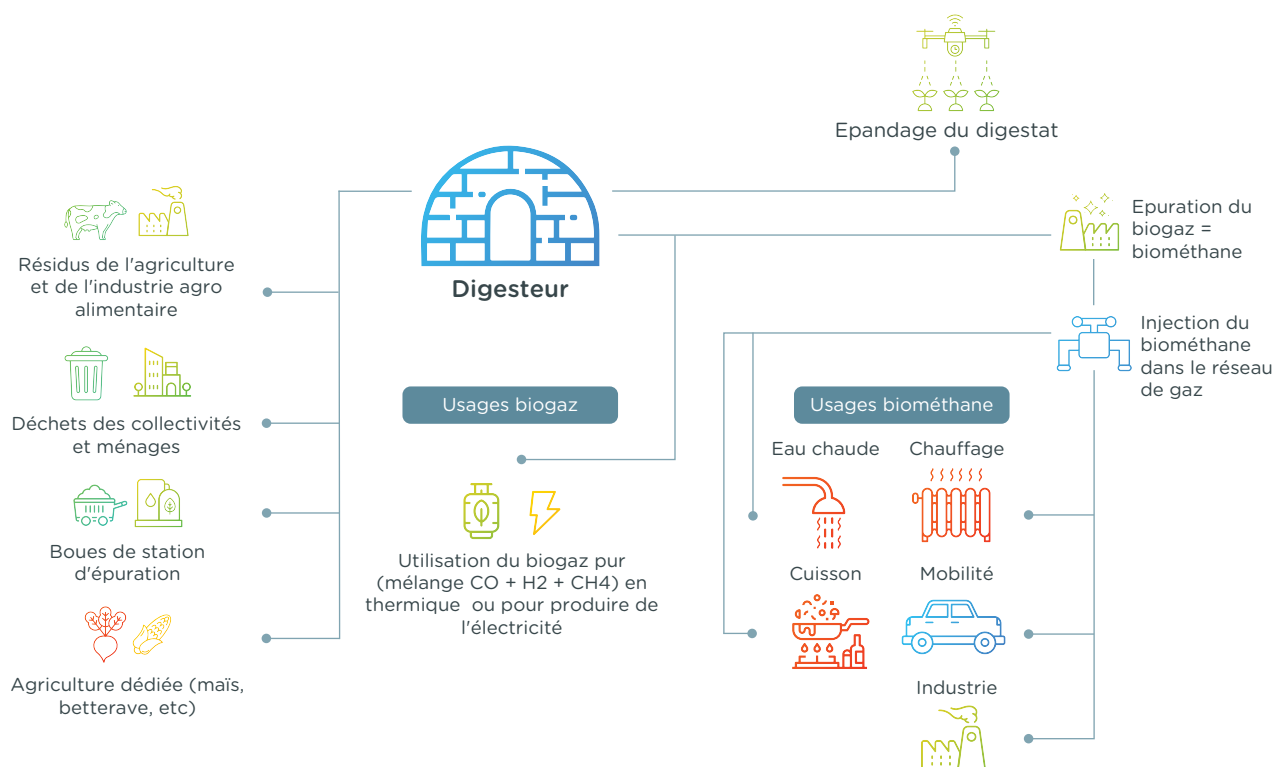 Epandage du digestat
Digesteur
Résidus de l'agriculture
et de l'industrie agro
alimentaire
Déchets des collectivités
et ménages
Boues de station
d'épuration
Agriculture dédiée (maïs,
betterave, etc)
Usages biogaz
Utilisation du biogaz pur
(mélange CO + H2 + CH4) en
thermique ou pour produire de
l'électricité
Epuration du
biogaz =
biométhane
Injection du
biométhane
dans le réseau
de gaz
Usages biométhane
Eau chaude
Chauffage
Cuisson
Mobilité
Industrie